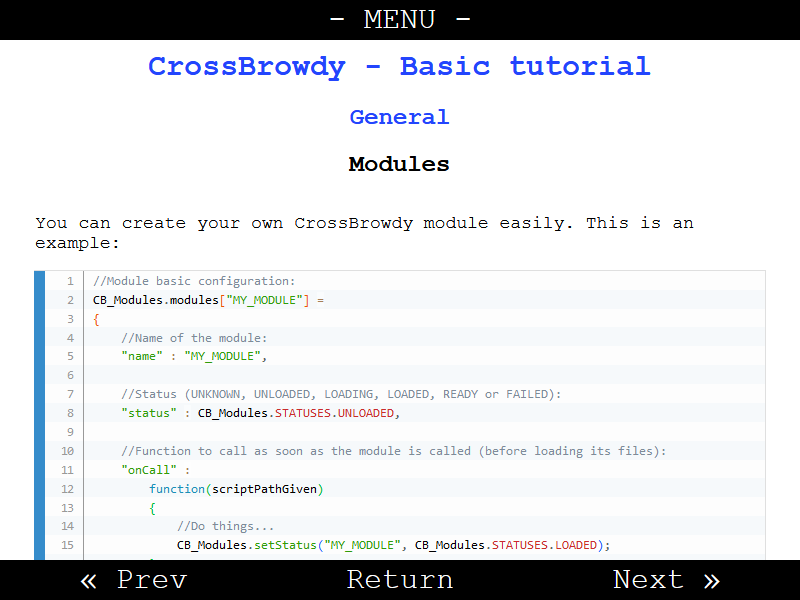 - MENU -
CrossBrowdy - Basic tutorial
General
Modules
You can create your own CrossBrowdy module easily. This is an
example:
1 //Module basic configuration:
2 CB_Modules.modules["MY_MODULE"] =
3 {
4 //Name of the module:
5 "name" : "MY_MODULE",
6
7 //Status (UNKNOWN, UNLOADED, LOADING, LOADED, READY or FAILED):
8 "status" : CB_Modules.STATUSES.UNLOADED,
9
10 //Function to call as soon as the module is called (before loading its files):
11 "onCall" :
12 function(scriptPathGiven)
13 {
14 //Do things...
15 CB_Modules.setStatus("MY_MODULE", CB_Modules.STATUSES.LOADED);
« Prev Return Next »